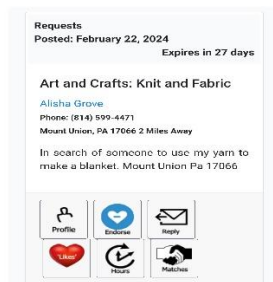 Requests
Posted: February 22, 2024
Expires in 27 days
Art and Crafts: Knit and Fabric
Alisha Grove
Phone: (814) 599-4471
Mount Union, PA 17066 2 Miles Away
In search of someone to use my yarn to
make a blanket. Mount Union Pa 17066
Profile
Endorse
Reply
"Likes"
Hours
Matches